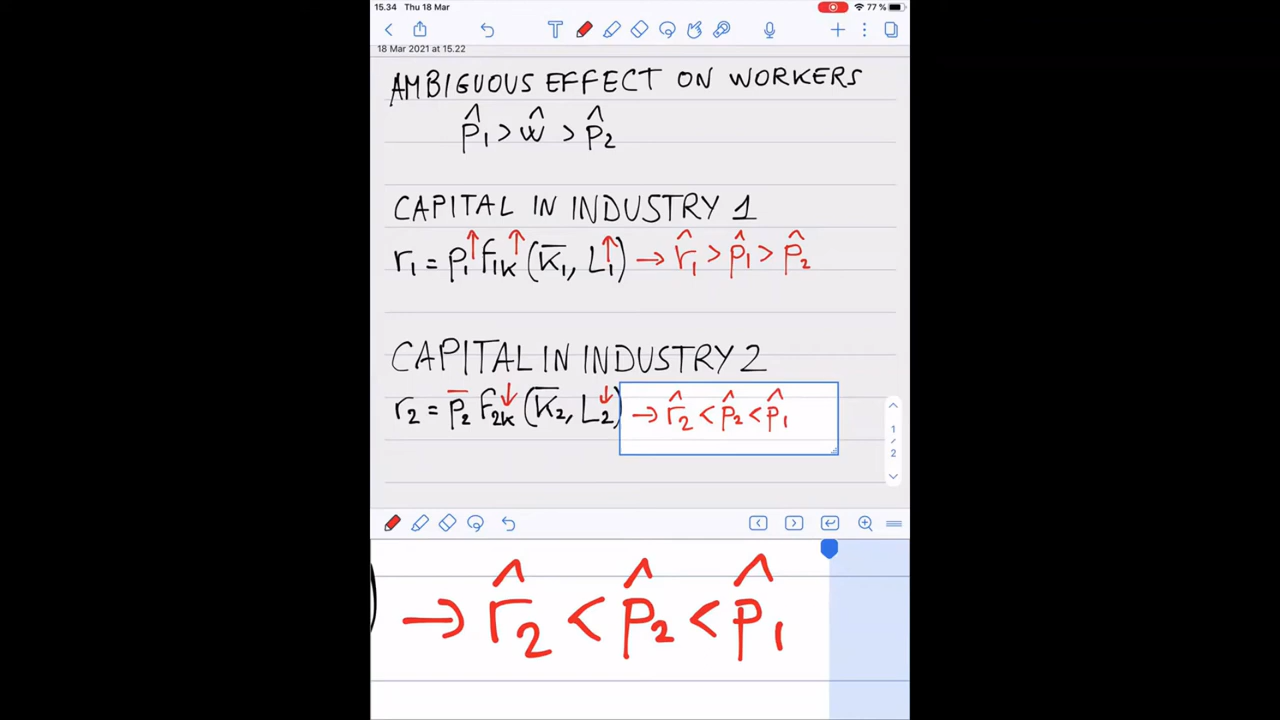 15.34 Thu 18 Mar 77 %
18 Mar 2021 at 15.22
AMBIGUOUS EFFECT ON WORKERS
p̂₁ > ŵ > p̂₂
CAPITAL IN INDUSTRY 1
r₁ = p₁↑ F₁ₖ↑ (K̅₁, L₁↑) → r̂₁ > p̂₁ > p̂₂
CAPITAL IN INDUSTRY 2
r₂ = p̅₂ F₂ₖ↓ (K̅₂, L₂↓) → r̂₂ < p̂₂ < p̂₁
1
/
2
) → r̂₂ < p̂₂ < p̂₁